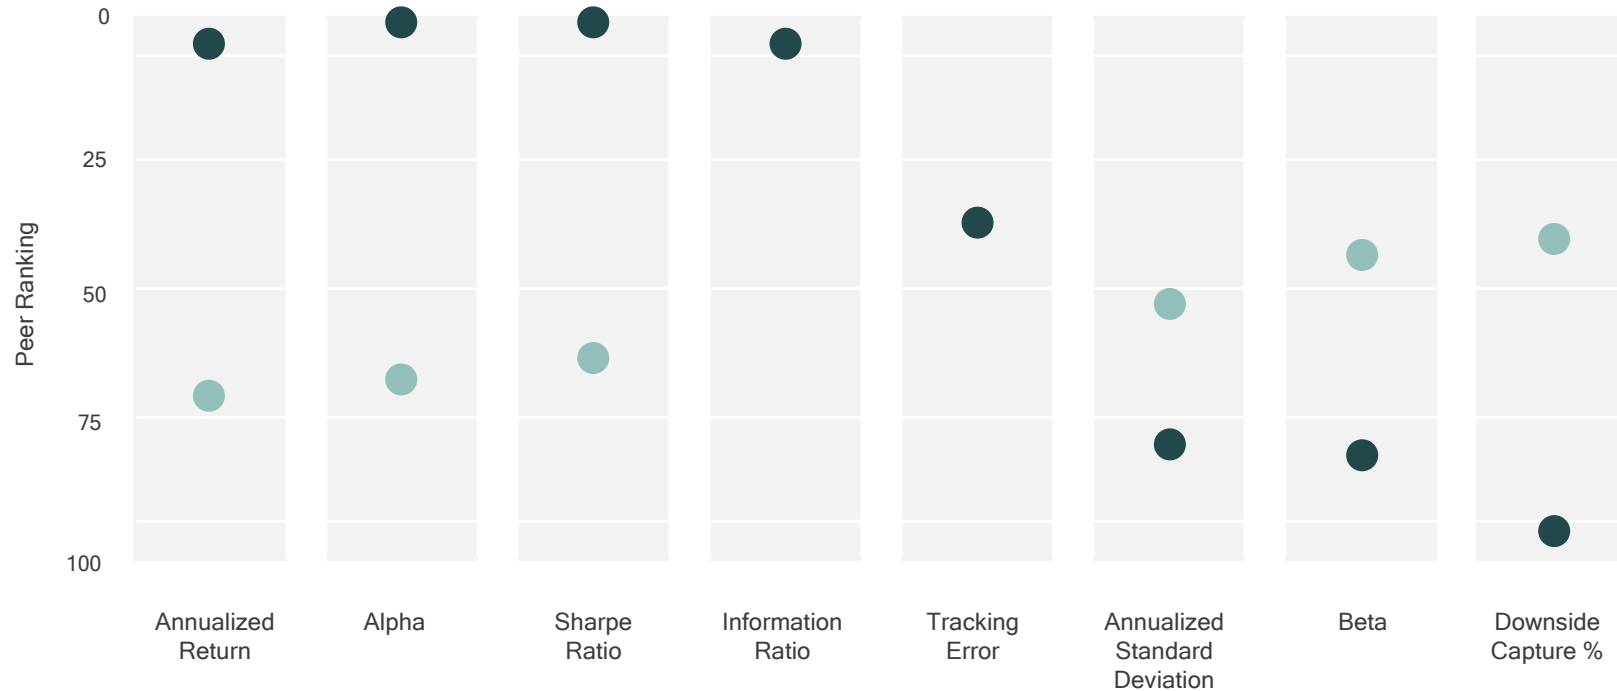 Peer Ranking
0
25
50
75
100
Annualized
Return
Alpha
Sharpe
Ratio
Information
Ratio
Tracking
Error
Annualized
Standard
Deviation
Beta
Downside
Capture %